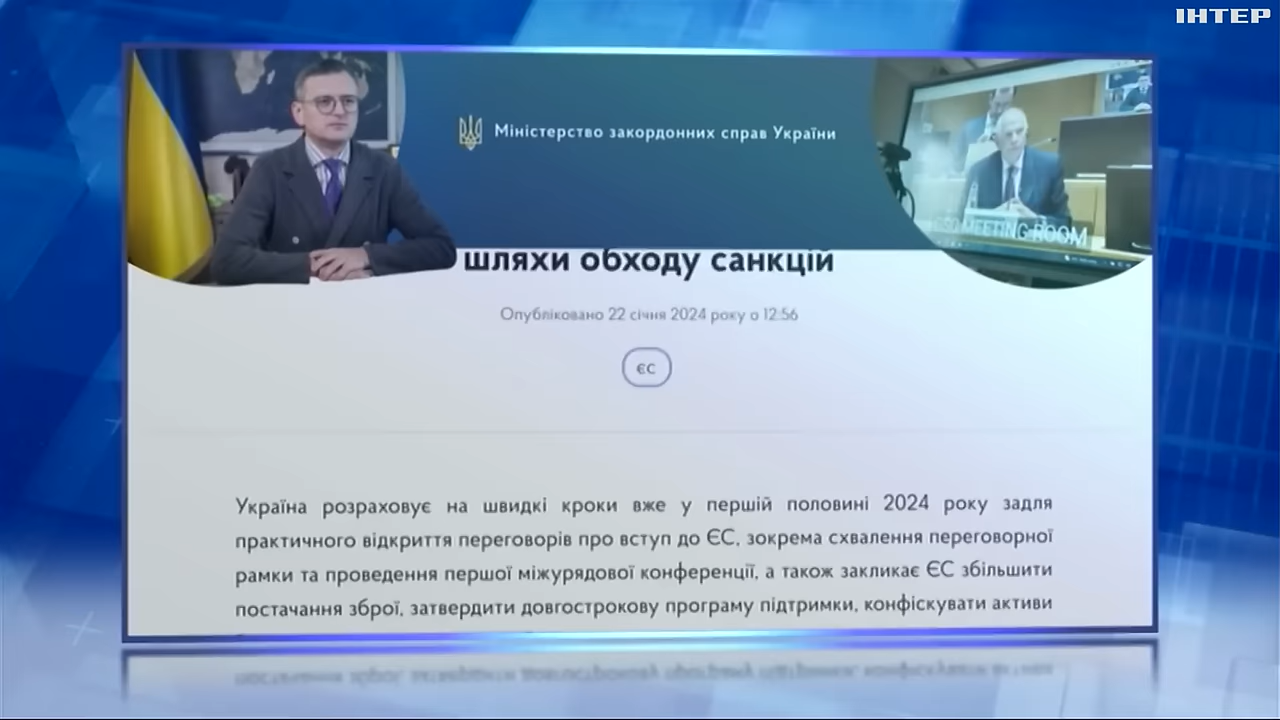 ІНТЕР
Міністерство закордонних справ України
MEETING ROOM
шляхи обходу санкцій
Опубліковано 22 січня 2024 року о 12:56
ЄС
Україна розраховує на швидкі кроки вже у першій половині 2024 року задля
практичного відкриття переговорів про вступ до ЄС, зокрема схвалення переговорної
рамки та проведення першої міжурядової конференції, а також закликає ЄС збільшити
постачання зброї, затвердити довгострокову програму підтримки, конфіскувати активи